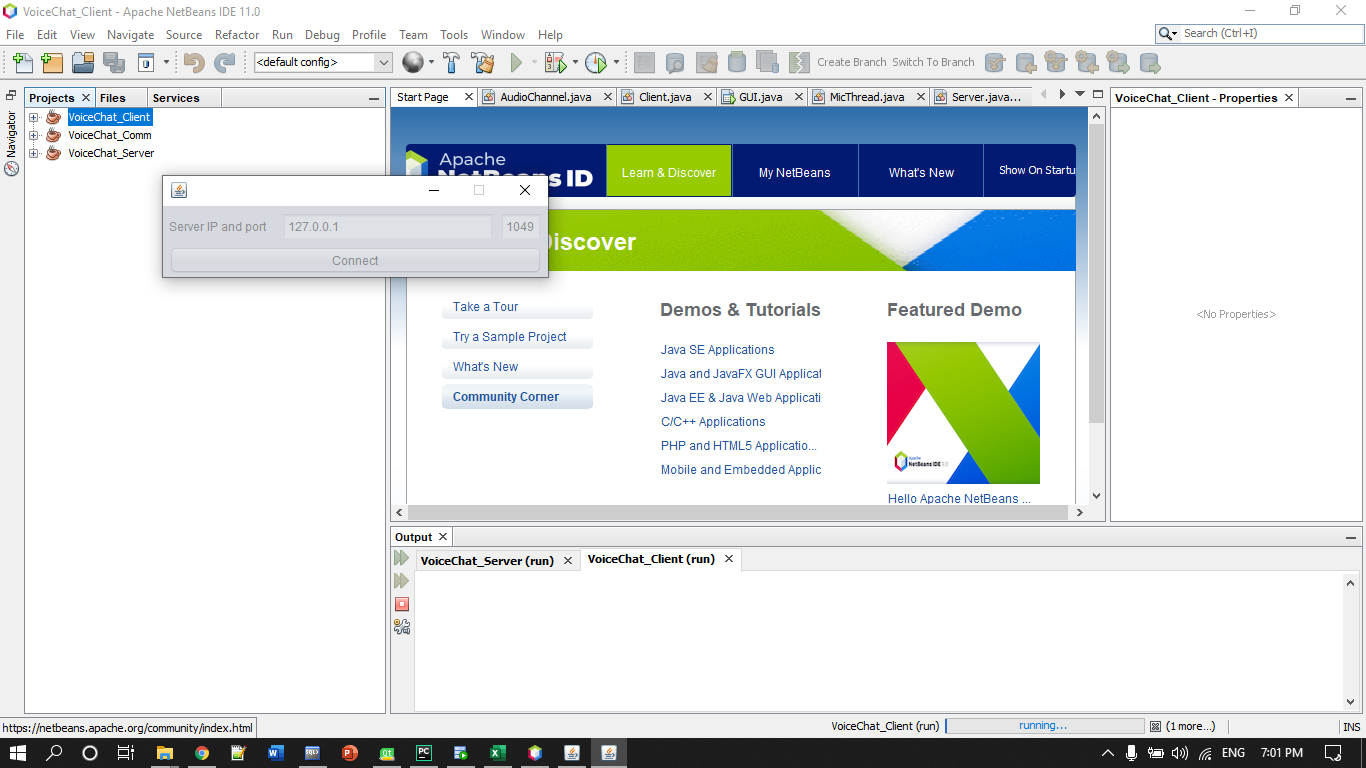 VoiceChat_Client - Apache NetBeans IDE 11.0
File Edit View Navigate Source Refactor Run Debug Profile Team Tools Window Help
Search (Ctrl+I)
<default config>
Create Branch Switch To Branch
Projects Files Services
Navigator
VoiceChat_Client
VoiceChat_Comm
VoiceChat_Server
Start Page AudioChannel.java Client.java GUI.java MicThread.java Server.java...
VoiceChat_Client - Properties
<No Properties>
Apache
NetBeans ID
Learn & Discover My NetBeans What's New Show On Startu
Server IP and port 127.0.0.1 1049
Connect
Discover
Take a Tour
Try a Sample Project
What's New
Community Corner
Demos & Tutorials
Java SE Applications
Java and JavaFX GUI Applicat
Java EE & Java Web Applicati
C/C++ Applications
PHP and HTML5 Applicatio...
Mobile and Embedded Applic
Featured Demo
Apache
NetBeans IDE
Hello Apache NetBeans ...
Output
VoiceChat_Server (run) VoiceChat_Client (run)
https://netbeans.apache.org/community/index.html
VoiceChat_Client (run) running... (1 more...) INS
W SQL P Qt PC X
ENG 7:01 PM